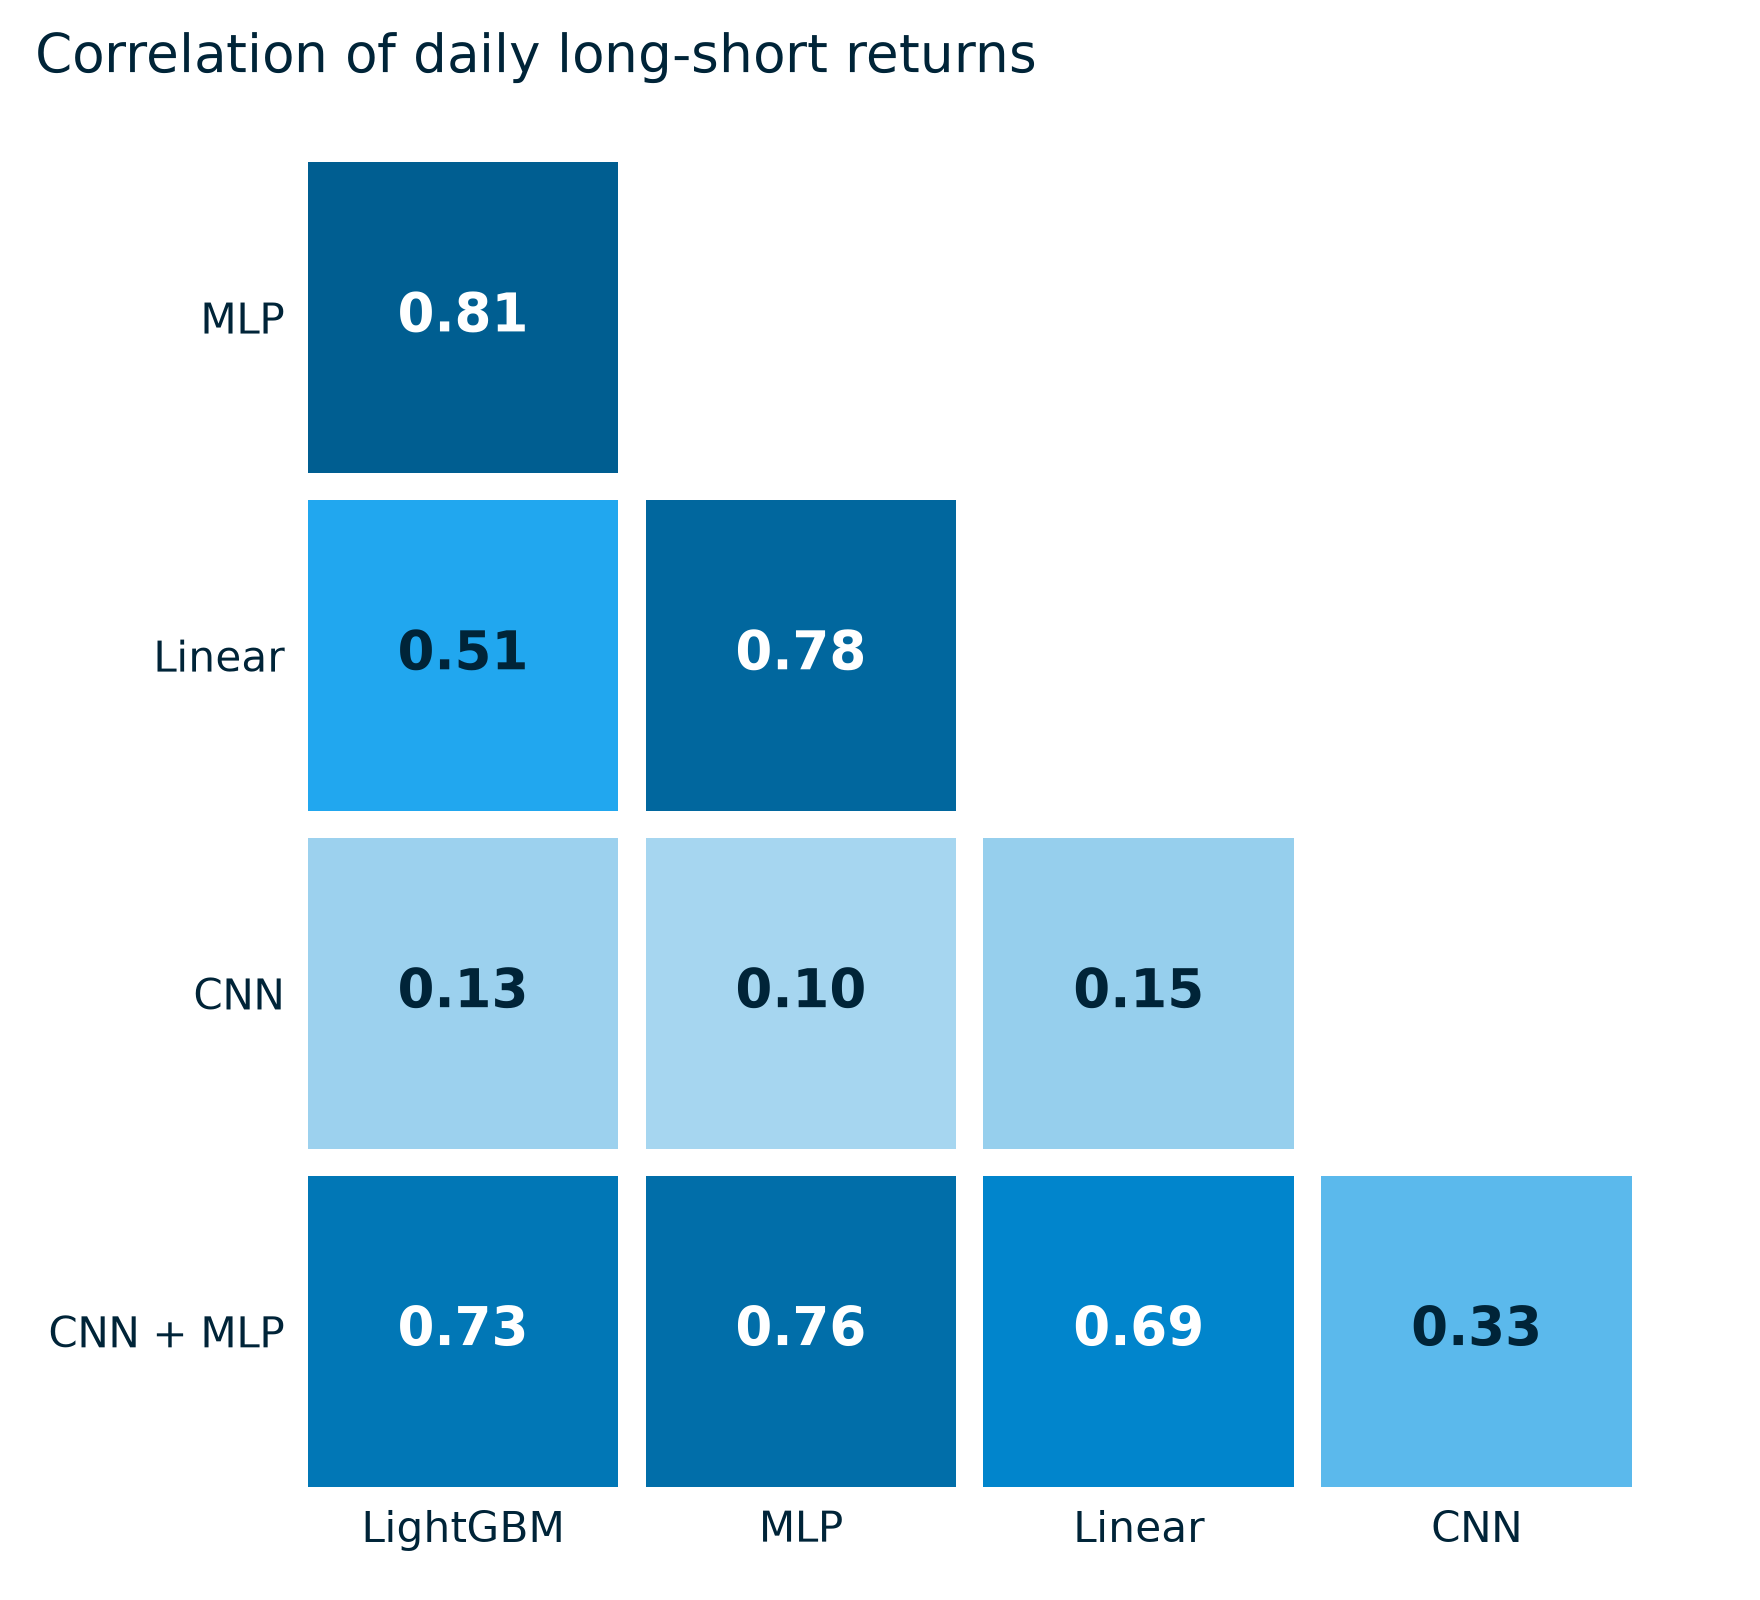 Correlation of daily long-short returns
MLP 0.81
Linear 0.51 0.78
CNN 0.13 0.10 0.15
CNN + MLP 0.73 0.76 0.69 0.33
LightGBM MLP Linear CNN